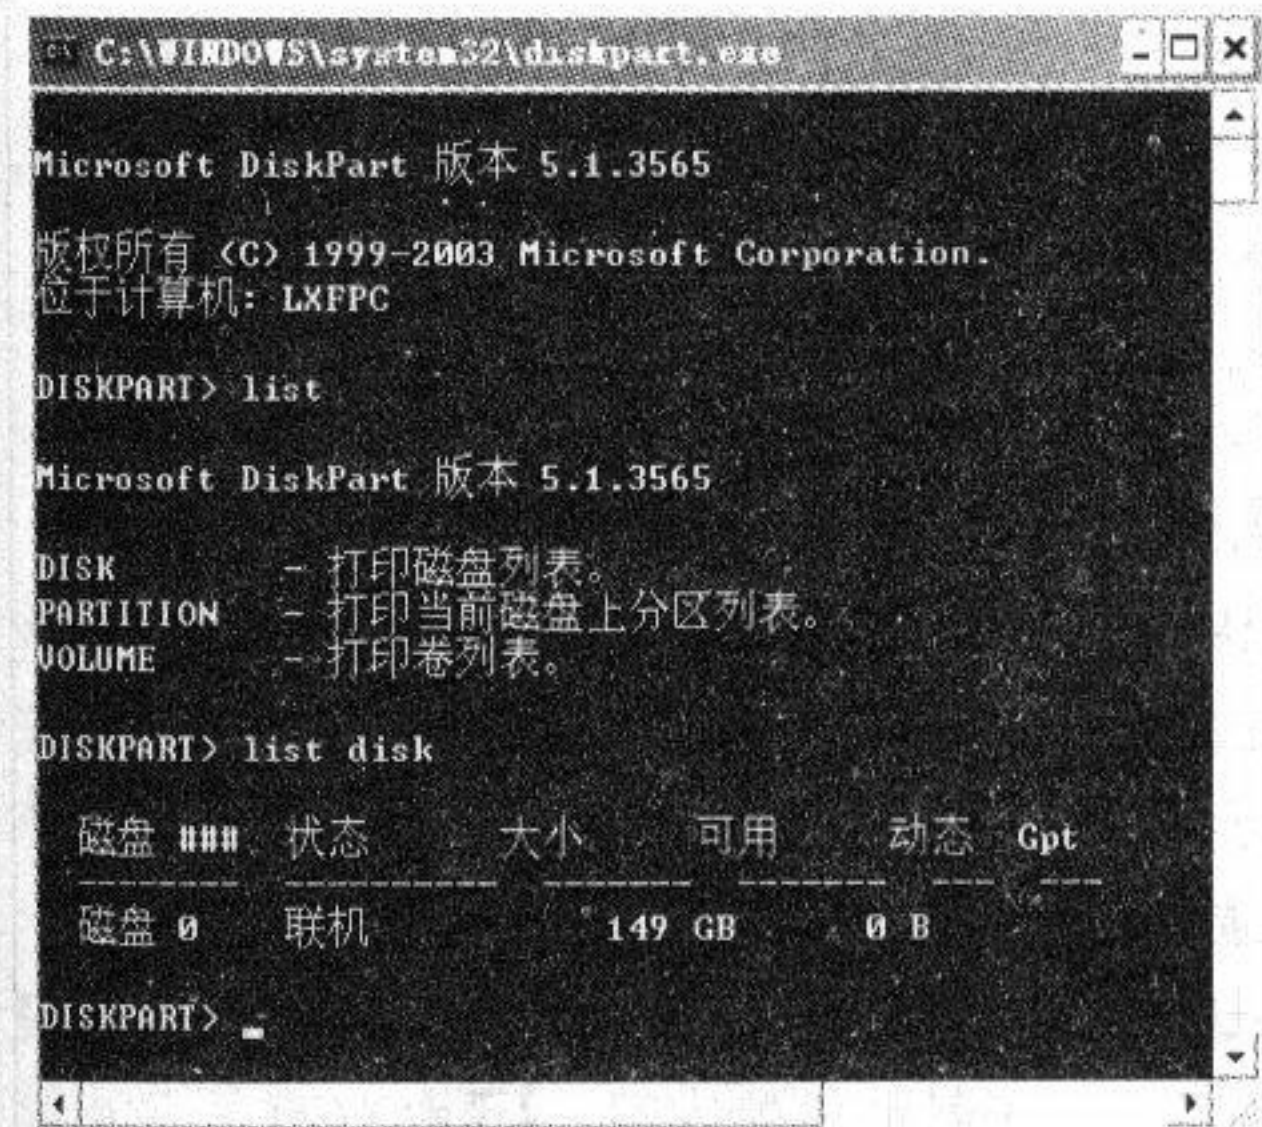 C:\WINDOWS\system32\diskpart.exe
Microsoft DiskPart 版本 5.1.3565
版权所有 (C) 1999-2003 Microsoft Corporation.
位于计算机: LXFPC
DISKPART> list
Microsoft DiskPart 版本 5.1.3565
DISK - 打印磁盘列表。
PARTITION - 打印当前磁盘上分区列表。
VOLUME - 打印卷列表。
DISKPART> list disk
磁盘 ### 状态 大小 可用 动态 Gpt
-------- ---------- ------- ------- --- ---
磁盘 0 联机 149 GB 0 B
DISKPART> _